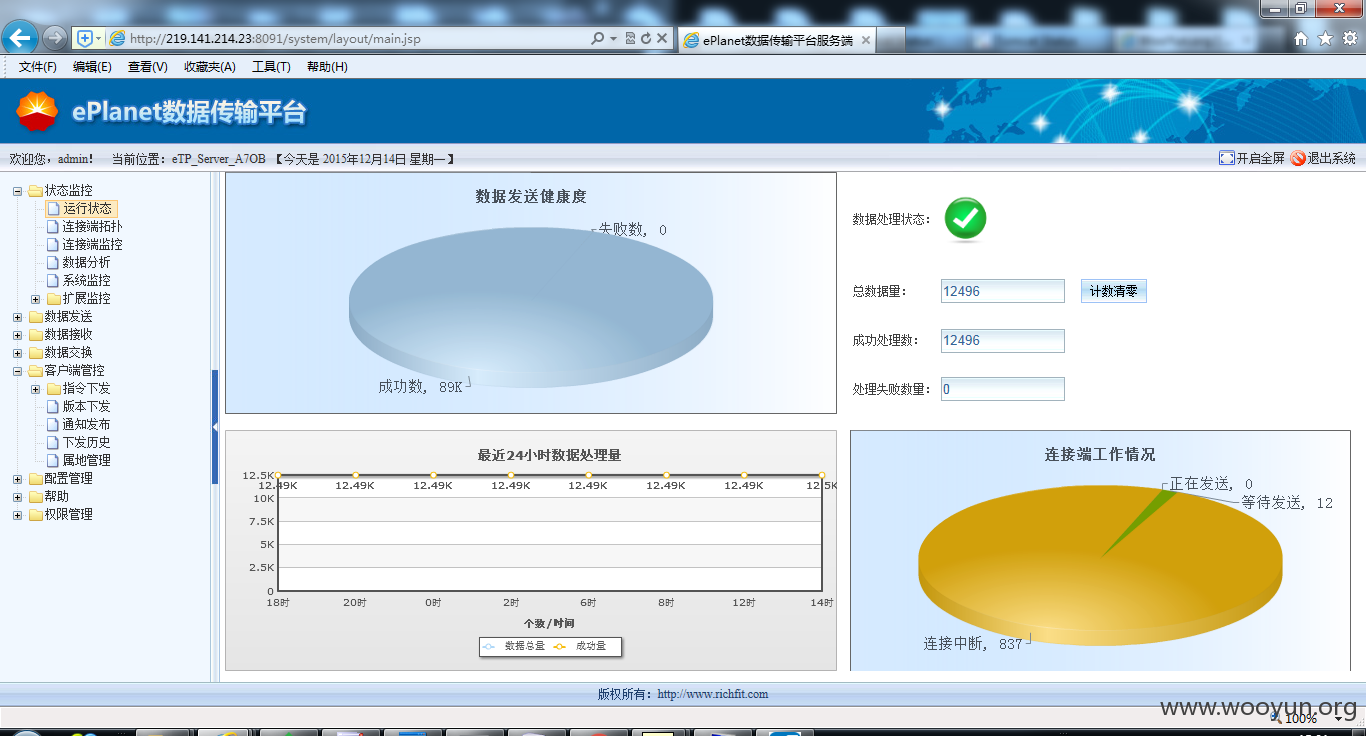 http://219.141.214.23:8091/system/layout/main.jsp
ePlanet数据传输平台服务端
文件(F) 编辑(E) 查看(V) 收藏夹(A) 工具(T) 帮助(H)
ePlanet数据传输平台
欢迎您，admin! 当前位置：eTP_Server_A7OB 【今天是 2015年12月14日 星期一】
开启全屏 退出系统
状态监控
运行状态
连接端拓扑
连接端监控
数据分析
系统监控
扩展监控
数据发送
数据接收
数据交换
客户端管控
指令下发
版本下发
通知发布
下发历史
属地管理
配置管理
帮助
权限管理
数据发送健康度
失败数, 0
成功数, 89K
数据处理状态：
总数据量： 12496 计数清零
成功处理数： 12496
处理失败数量： 0
最近24小时数据处理量
12.5K
12.49K 12.49K 12.49K 12.49K 12.49K 12.49K 12.49K 12.5K
10K
7.5K
5K
2.5K
0
18时 20时 0时 2时 6时 8时 12时 14时
个数/时间
数据总量 成功量
连接端工作情况
正在发送, 0
等待发送, 12
连接中断, 837
版权所有：http://www.richfit.com
www.wooyun.org
100%